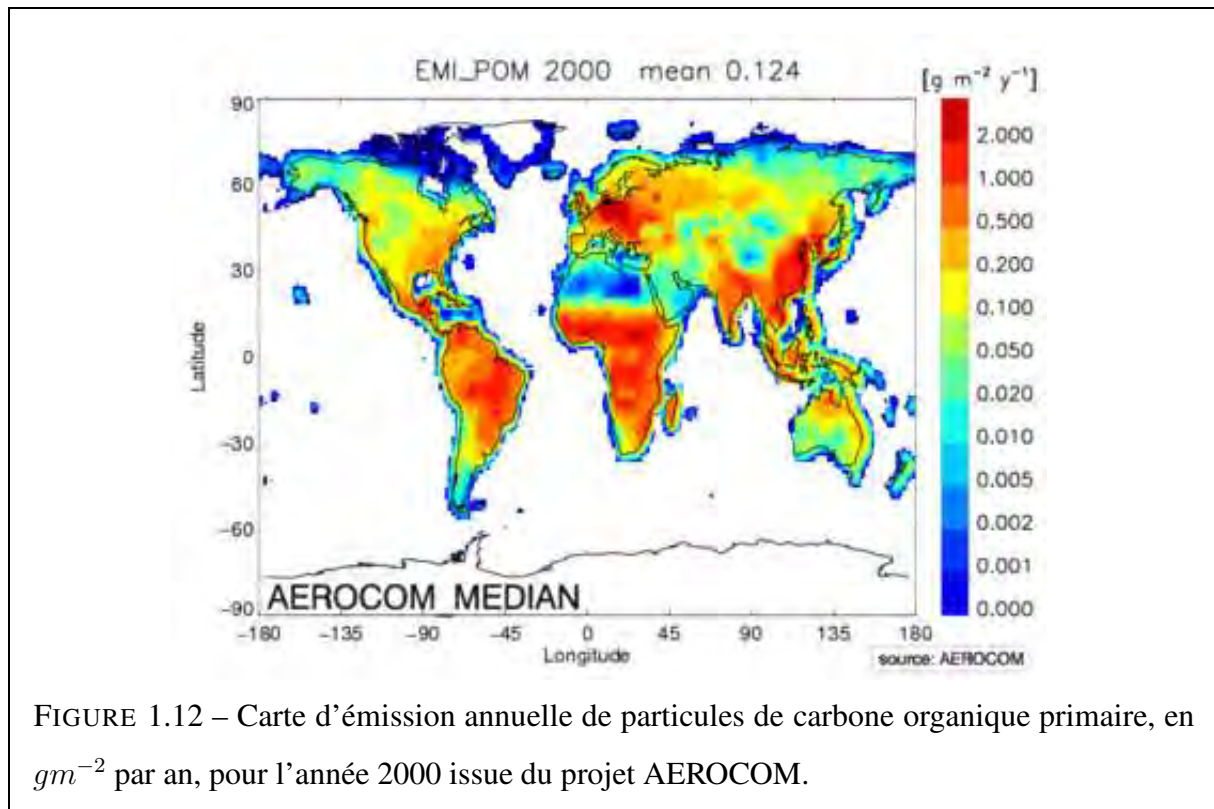 EMI_POM 2000 mean 0.124
[g m⁻² y⁻¹]
90
60
30
0
−30
−60
−90
Latitude
2.000
1.000
0.500
0.200
0.100
0.050
0.020
0.010
0.005
0.002
0.001
0.000
AEROCOM_MEDIAN
−180 −135 −90 −45 0 45 90 135 180
Longitude
source: AEROCOM
FIGURE 1.12 – Carte d'émission annuelle de particules de carbone organique primaire, en
gm⁻² par an, pour l'année 2000 issue du projet AEROCOM.